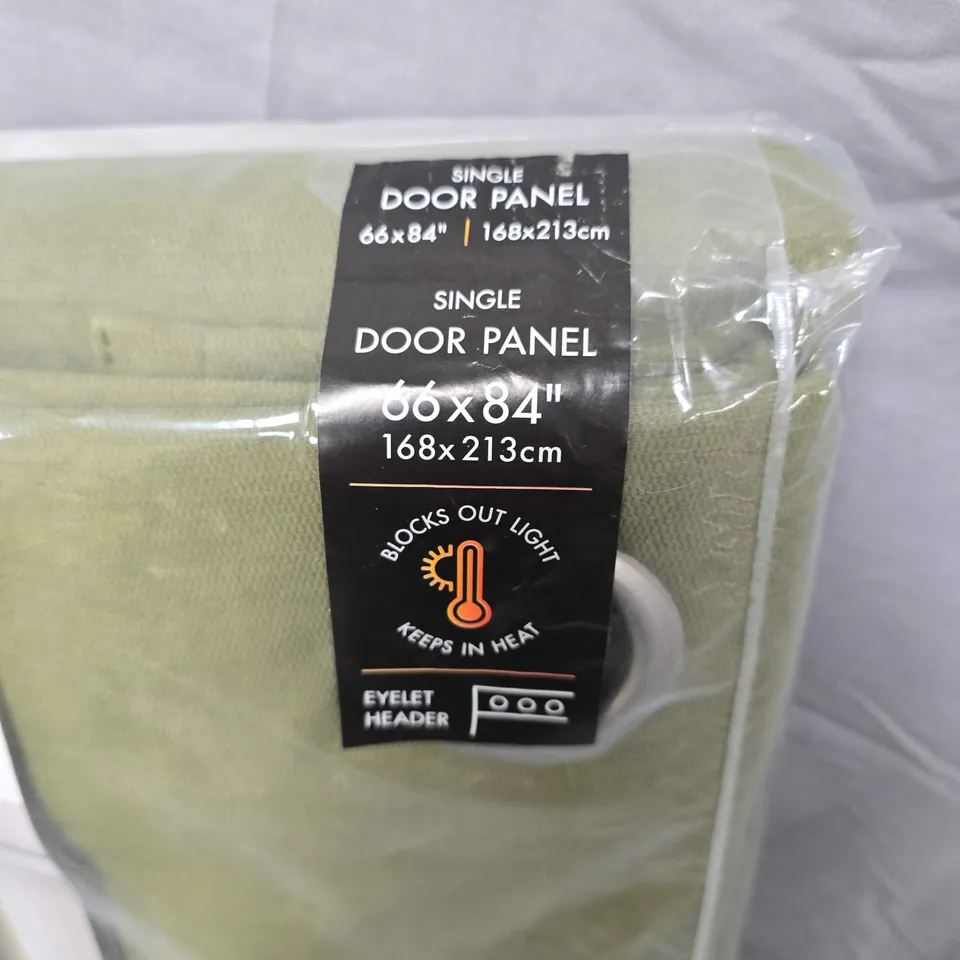 SINGLE
DOOR PANEL
66x84" | 168x213cm
SINGLE
DOOR PANEL
66x84"
168x213cm
BLOCKS OUT LIGHT
KEEPS IN HEAT
EYELET
HEADER